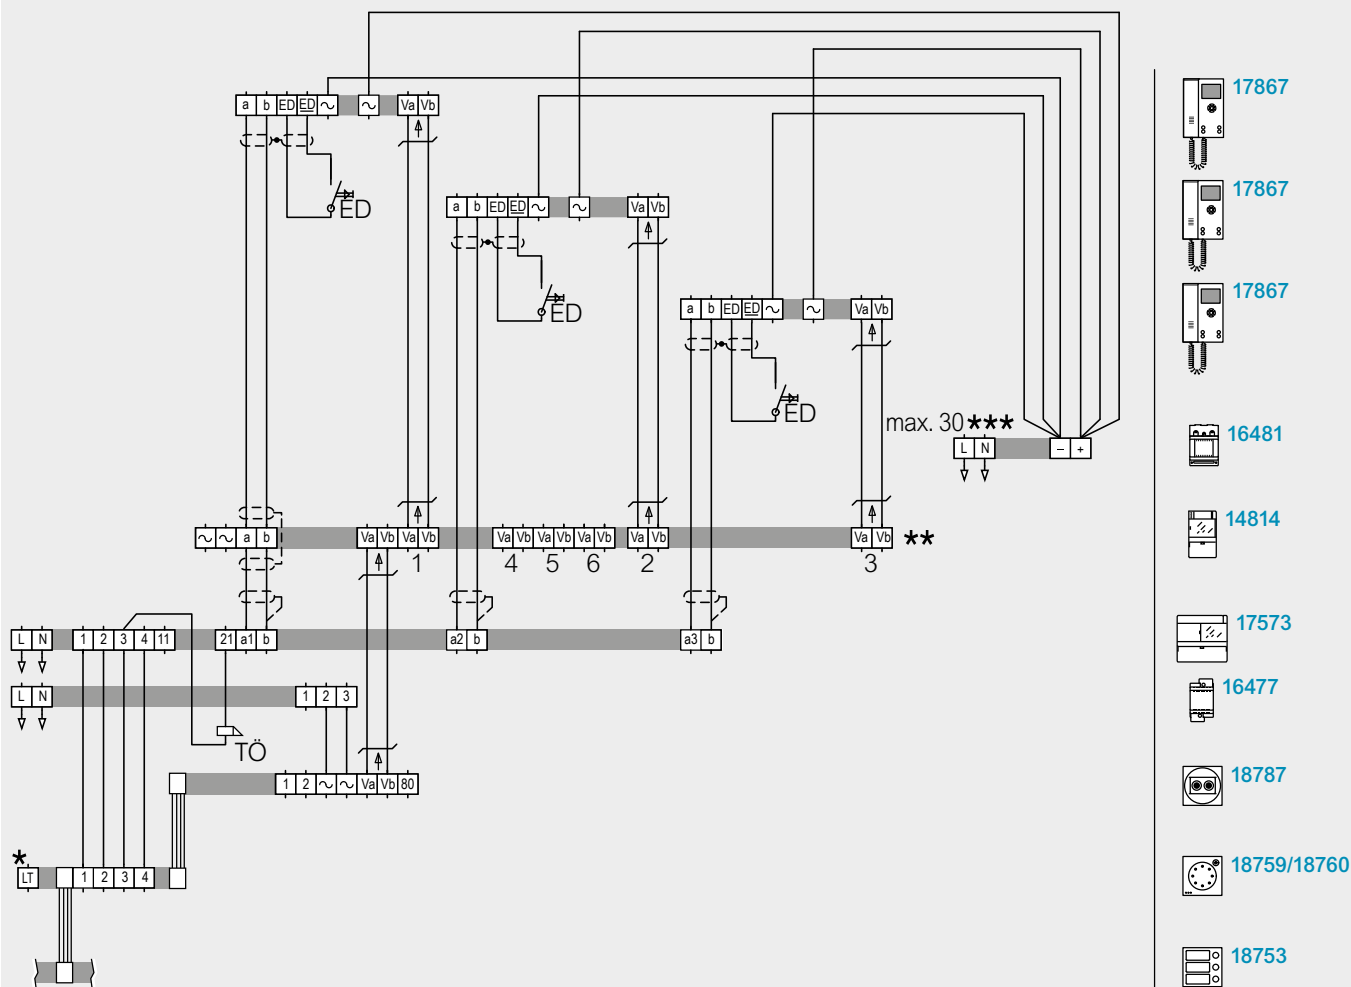 a b ED ED ~ ~ Va Vb
17867
ED
a b ED ED ~ ~ Va Vb
17867
ED
a b ED ED ~ ~ Va Vb
17867
ED
max. 30 ***
L N − +
16481
~ ~ a b Va Vb Va Vb Va Vb Va Vb Va Vb Va Vb Va Vb **
1 4 5 6 2 3
14814
L N 1 2 3 4 11 21 a1 b a2 b a3 b
17573
L N 1 2 3
16477
TÖ
1 2 ~ ~ Va Vb 80
18787
*
LT 1 2 3 4
18759/18760
18753